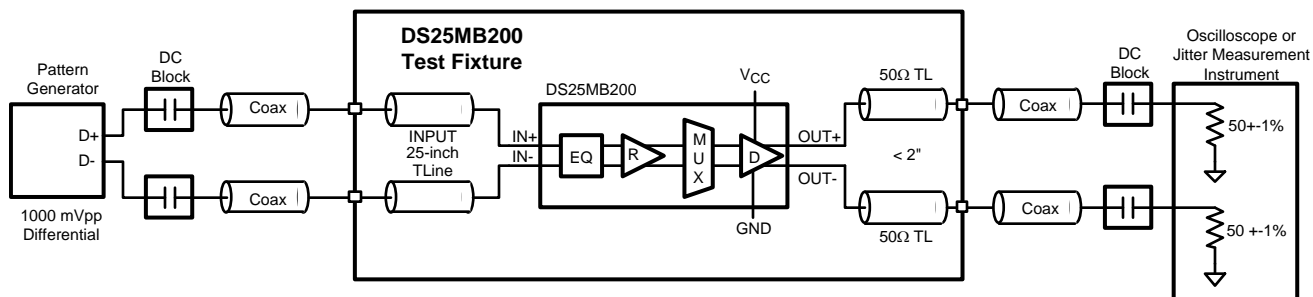 DS25MB200
Test Fixture
Oscilloscope or
Jitter Measurement
Instrument
Pattern
Generator
DC
Block
DC
Block
DS25MB200
VCC
50Ω TL
Coax
Coax
D+
D-
INPUT
25-inch
TLine
IN+
IN-
EQ
R
M
U
X
D
OUT+
OUT-
< 2"
50+-1%
Coax
Coax
GND
50Ω TL
50 +-1%
1000 mVpp
Differential